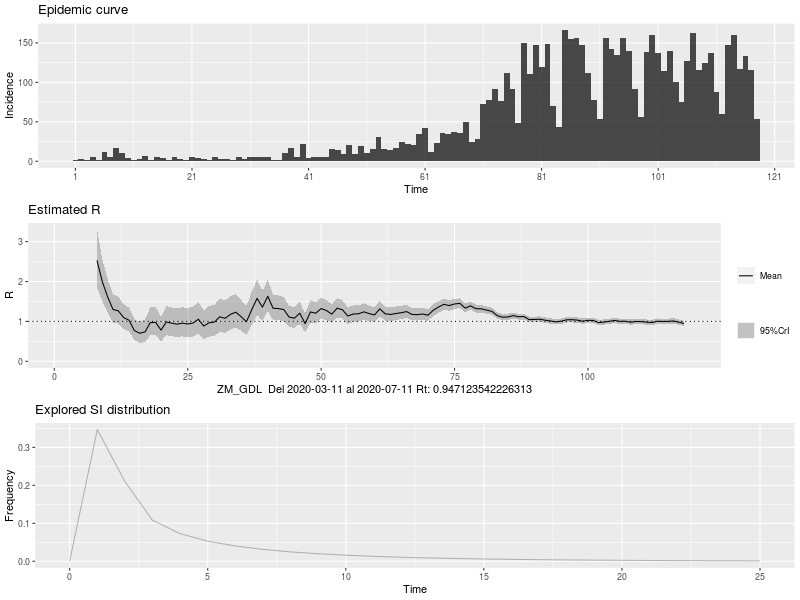 Epidemic curve
150
100
50
0
Incidence
1 21 41 61 81 101 121
Time
Estimated R
3
2
1
0
R
0 25 50 75 100
ZM_GDL Del 2020-03-11 al 2020-07-11 Rt: 0.947123542226313
Mean
95%CrI
Explored SI distribution
0.3
0.2
0.1
0.0
Frequency
0 5 10 15 20 25
Time